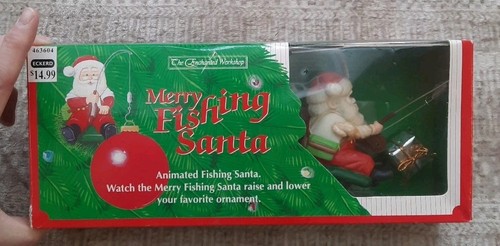 463604
ECKERD
$14.99
The Enchanted Workshop
Merry
Fishing
Santa
Animated Fishing Santa.
Watch the Merry Fishing Santa raise and lower
your favorite ornament.